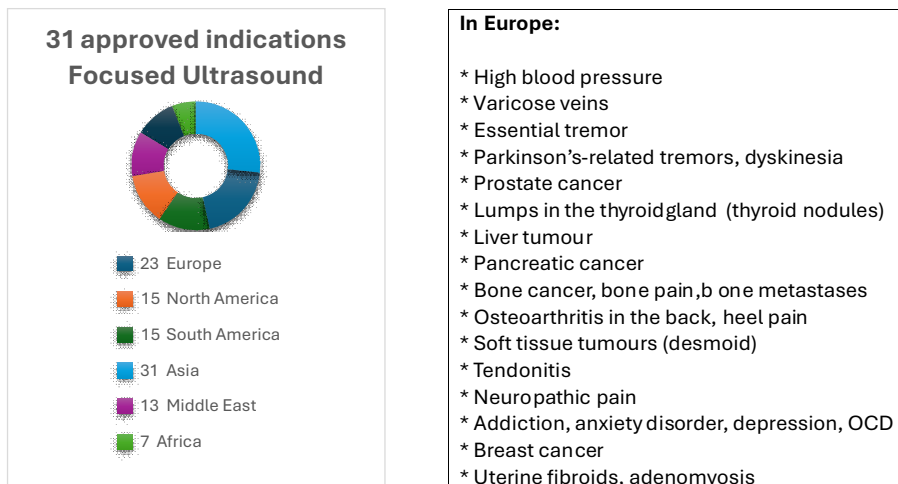 31 approved indications
Focused Ultrasound
23 Europe
15 North America
15 South America
31 Asia
13 Middle East
7 Africa
In Europe:
* High blood pressure
* Varicose veins
* Essential tremor
* Parkinson’s-related tremors, dyskinesia
* Prostate cancer
* Lumps in the thyroidgland (thyroid nodules)
* Liver tumour
* Pancreatic cancer
* Bone cancer, bone pain,b one metastases
* Osteoarthritis in the back, heel pain
* Soft tissue tumours (desmoid)
* Tendonitis
* Neuropathic pain
* Addiction, anxiety disorder, depression, OCD
* Breast cancer
* Uterine fibroids, adenomyosis